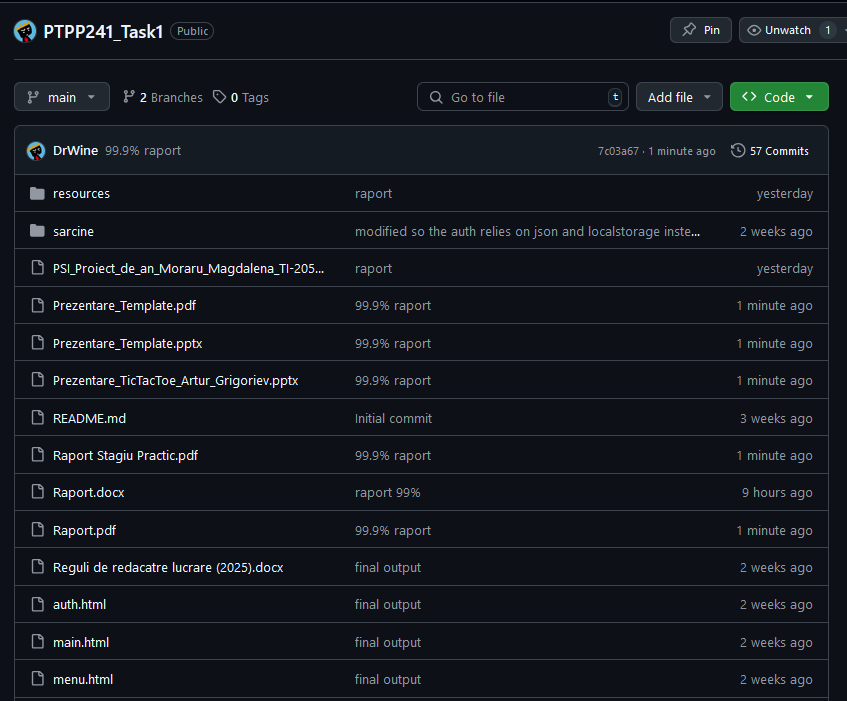 PTPP241_Task1 Public Pin Unwatch 1
main 2 Branches 0 Tags Go to file t Add file Code
DrWine 99.9% raport 7c03a67 · 1 minute ago 57 Commits
resources raport yesterday
sarcine modified so the auth relies on json and localstorage inste... 2 weeks ago
PSI_Proiect_de_an_Moraru_Magdalena_TI-205... raport yesterday
Prezentare_Template.pdf 99.9% raport 1 minute ago
Prezentare_Template.pptx 99.9% raport 1 minute ago
Prezentare_TicTacToe_Artur_Grigoriev.pptx 99.9% raport 1 minute ago
README.md Initial commit 3 weeks ago
Raport Stagiu Practic.pdf 99.9% raport 1 minute ago
Raport.docx raport 99% 9 hours ago
Raport.pdf 99.9% raport 1 minute ago
Reguli de redacatre lucrare (2025).docx final output 2 weeks ago
auth.html final output 2 weeks ago
main.html final output 2 weeks ago
menu.html final output 2 weeks ago